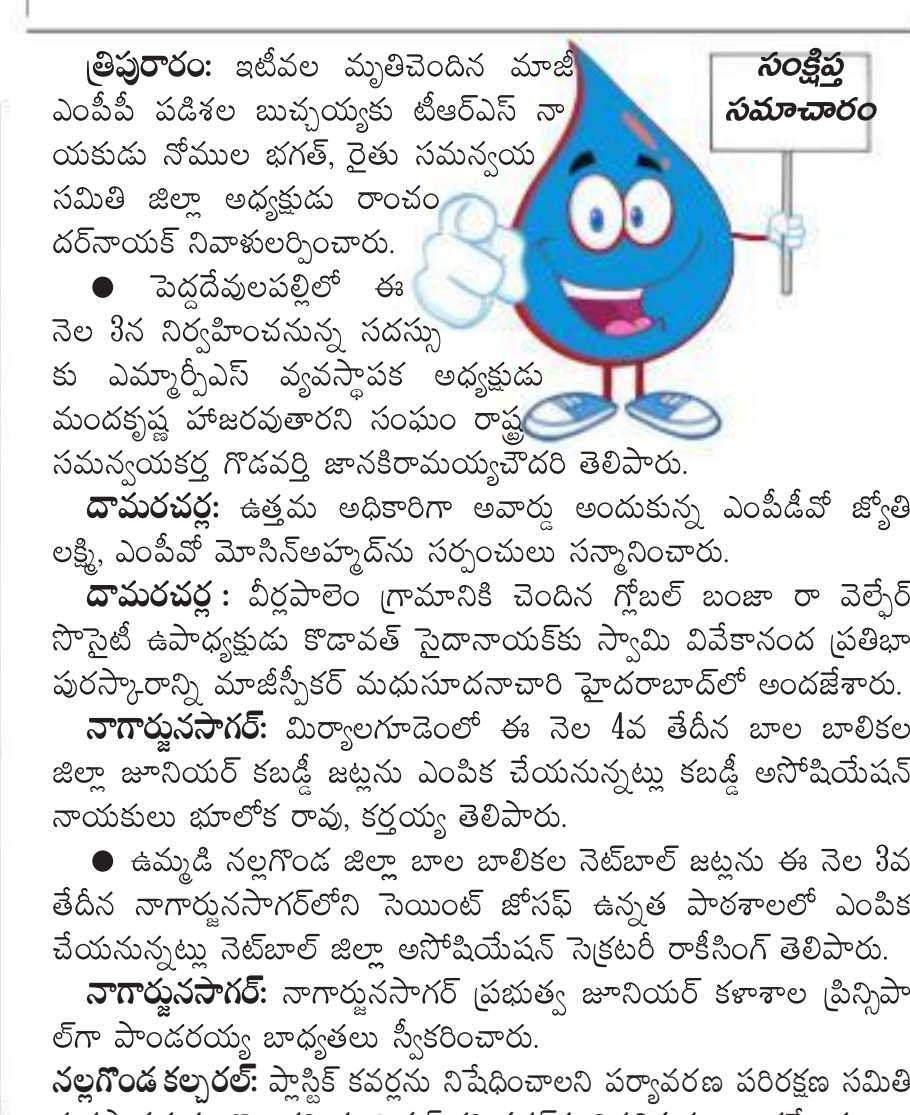 సంక్షిప్త
సమాచారం
త్రిపురారం: ఇటీవల మృతిచెందిన మాజీ
ఎంపీపీ పడిశల బుచ్చయ్యకు టీఆర్ఎస్ నా
యకుడు నోముల భగత్, రైతు సమన్వయ
సమితి జిల్లా అధ్యక్షుడు రాంచం
దర్‌నాయక్ నివాళులర్పించారు.
● పెద్దదేవులపల్లిలో ఈ
నెల 3న నిర్వహించనున్న సదస్సు
కు ఎమ్మార్పీఎస్ వ్యవస్థాపక అధ్యక్షుడు
మందకృష్ణ హాజరవుతారని సంఘం రాష్ట్ర
సమన్వయకర్త గొడవర్తి జానకిరామయ్యచౌదరి తెలిపారు.
దామరచర్ల: ఉత్తమ అధికారిగా అవార్డు అందుకున్న ఎంపీడీవో జ్యోతి
లక్ష్మి, ఎంపీవో మోసిన్‌అహ్మద్‌ను సర్పంచులు సన్మానించారు.
దామరచర్ల : వీర్లపాలెం గ్రామానికి చెందిన గ్లోబల్ బంజా రా వెల్ఫేర్
సొసైటీ ఉపాధ్యక్షుడు కొడావత్ సైదానాయక్‌కు స్వామి వివేకానంద ప్రతిభా
పురస్కారాన్ని మాజీస్పీకర్ మధుసూదనాచారి హైదరాబాద్‌లో అందజేశారు.
నాగార్జునసాగర్: మిర్యాలగూడెంలో ఈ నెల 4వ తేదీన బాల బాలికల
జిల్లా జూనియర్ కబడ్డీ జట్లను ఎంపిక చేయనున్నట్లు కబడ్డీ అసోషియేషన్
నాయకులు భూలోక రావు, కర్తయ్య తెలిపారు.
● ఉమ్మడి నల్లగొండ జిల్లా బాల బాలికల నెట్‌బాల్ జట్లను ఈ నెల 3వ
తేదీన నాగార్జునసాగర్‌లోని సెయింట్ జోసఫ్ ఉన్నత పాఠశాలలో ఎంపిక
చేయనున్నట్లు నెట్‌బాల్ జిల్లా అసోషియేషన్ సెక్రటరీ రాకీసింగ్ తెలిపారు.
నాగార్జునసాగర్: నాగార్జునసాగర్ ప్రభుత్వ జూనియర్ కళాశాల ప్రిన్సిపా
ల్‌గా పాండరయ్య బాధ్యతలు స్వీకరించారు.
నల్లగొండ కల్చరల్: ప్లాస్టిక్ కవర్లను నిషేధించాలని పర్యావరణ పరిరక్షణ సమితి